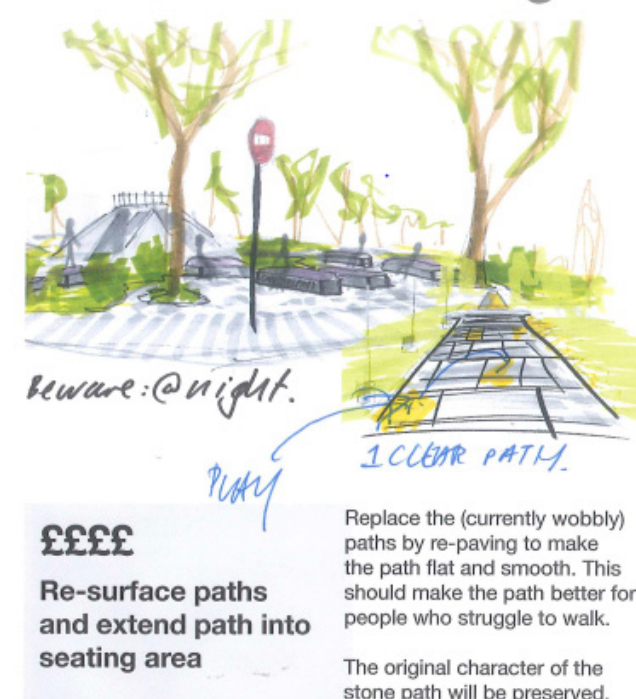 Beware: @ night.
PLAY
1 CLEAR PATH.
££££
Re-surface paths
and extend path into
seating area
Replace the (currently wobbly)
paths by re-paving to make
the path flat and smooth. This
should make the path better for
people who struggle to walk.
The original character of the
stone path will be preserved.